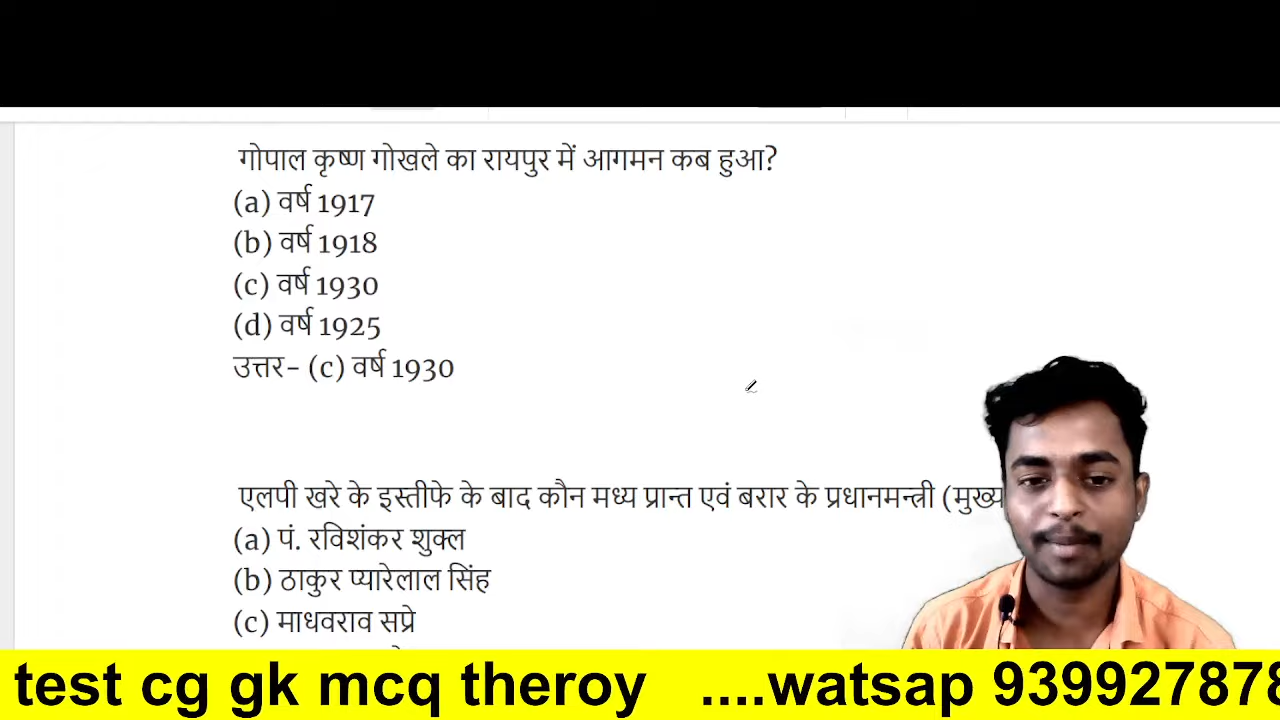 गोपाल कृष्ण गोखले का रायपुर में आगमन कब हुआ?
(a) वर्ष 1917
(b) वर्ष 1918
(c) वर्ष 1930
(d) वर्ष 1925
उत्तर- (c) वर्ष 1930
एलपी खरे के इस्तीफे के बाद कौन मध्य प्रान्त एवं बरार के प्रधानमन्त्री (मुख्य
(a) पं. रविशंकर शुक्ल
(b) ठाकुर प्यारेलाल सिंह
(c) माधवराव सप्रे
test cg gk mcq theroy ....watsap 93992787